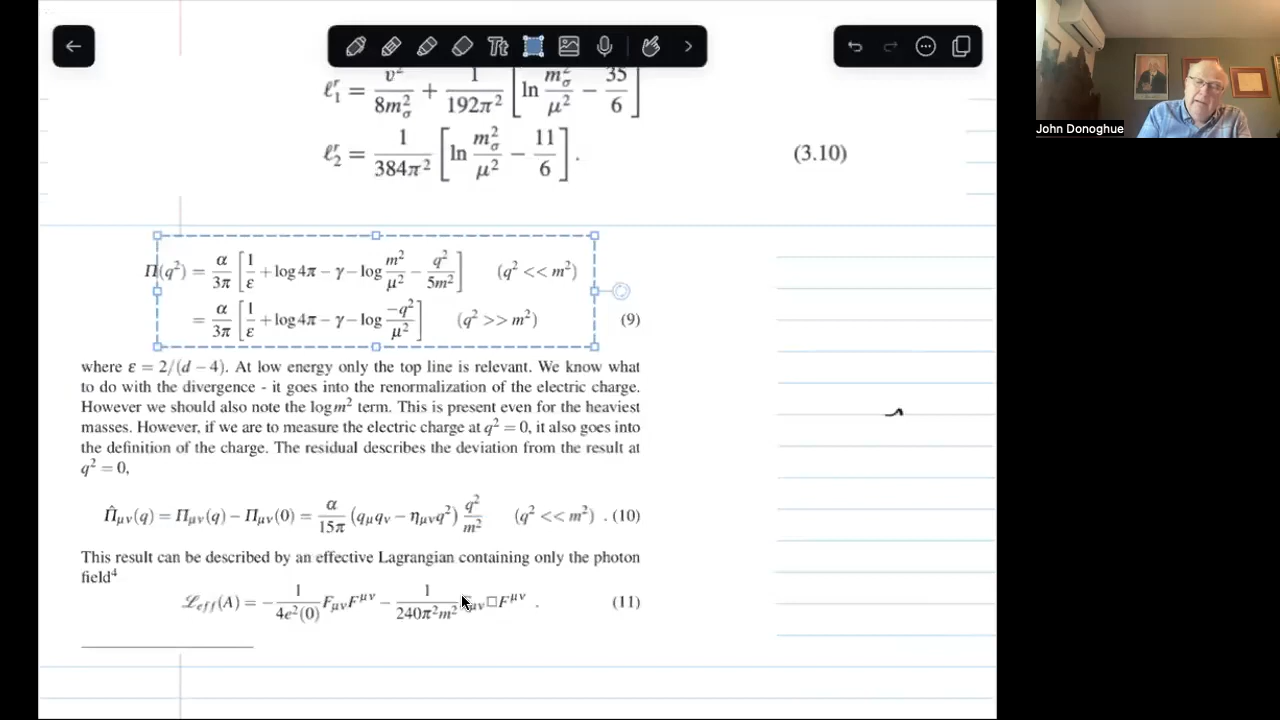 Tt
ℓ₁ʳ = v²/8m_σ² + 1/192π² [ln m_σ²/μ² − 35/6]
ℓ₂ʳ = 1/384π² [ln m_σ²/μ² − 11/6]. (3.10)
John Donoghue
Π(q²) = α/3π [1/ε + log 4π − γ − log m²/μ² − q²/5m²] (q² << m²)
= α/3π [1/ε + log 4π − γ − log −q²/μ²] (q² >> m²) (9)
where ε = 2/(d − 4). At low energy only the top line is relevant. We know what
to do with the divergence - it goes into the renormalization of the electric charge.
However we should also note the log m² term. This is present even for the heaviest
masses. However, if we are to measure the electric charge at q² = 0, it also goes into
the definition of the charge. The residual describes the deviation from the result at
q² = 0,
Π̂_μν(q) = Π_μν(q) − Π_μν(0) = α/15π (q_μ q_ν − η_μν q²) q²/m² (q² << m²) . (10)
This result can be described by an effective Lagrangian containing only the photon
field⁴
ℒ_eff(A) = − 1/4e²(0) F_μν F^μν − 1/240π²m² F_μν □F^μν . (11)